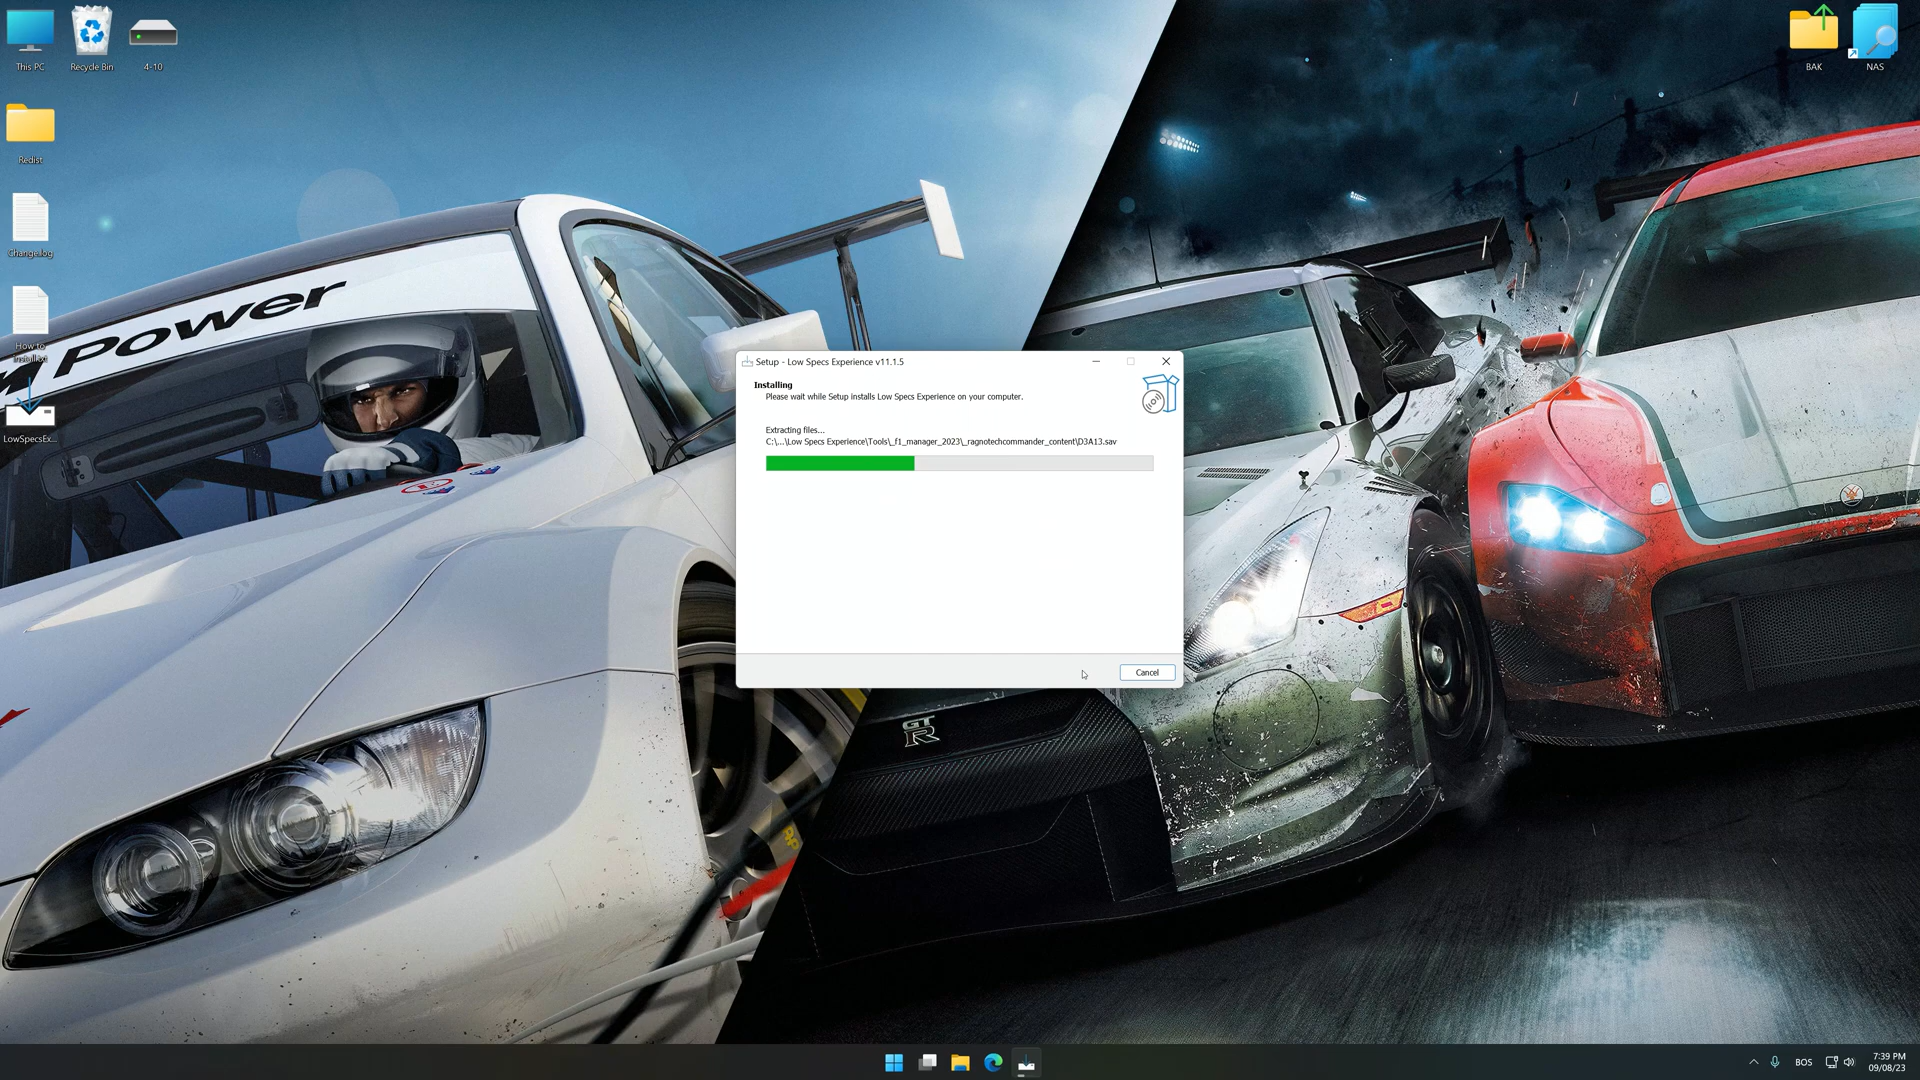 This PC
Recycle Bin
4-10
BAK
NAS
Redist
Changelog
How to
install.txt
LowSpecsEx...
M Power
Setup - Low Specs Experience v11.1.5
Installing
Please wait while Setup installs Low Specs Experience on your computer.
Extracting files...
C:\...\Low Specs Experience\Tools\_f1_manager_2023\_ragnotechcommander_content\D3A13.sav
Cancel
GT
R
BOS
7:39 PM
09/08/23